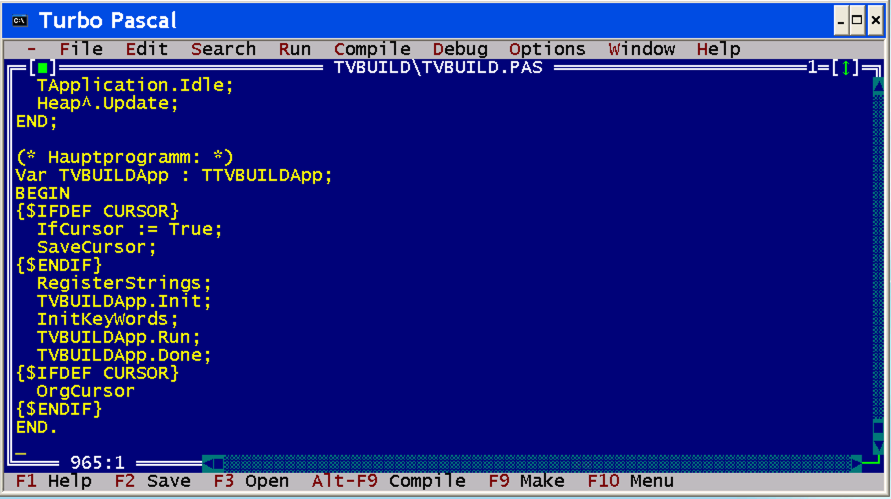 Turbo Pascal
- File Edit Search Run Compile Debug Options Window Help
TVBUILD\TVBUILD.PAS 1
TApplication.Idle;
Heap^.Update;
END;
(* Hauptprogramm: *)
Var TVBUILDApp : TTVBUILDApp;
BEGIN
{$IFDEF CURSOR}
IfCursor := True;
SaveCursor;
{$ENDIF}
RegisterStrings;
TVBUILDApp.Init;
InitKeyWords;
TVBUILDApp.Run;
TVBUILDApp.Done;
{$IFDEF CURSOR}
OrgCursor
{$ENDIF}
END.
965:1
F1 Help F2 Save F3 Open Alt-F9 Compile F9 Make F10 Menu